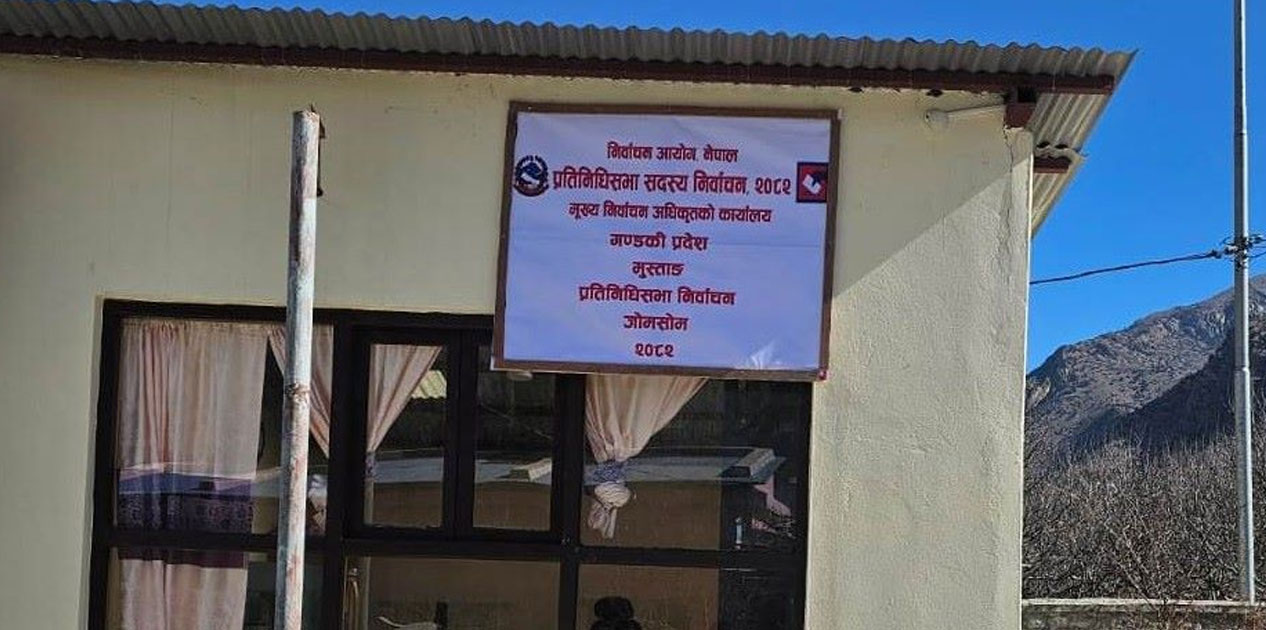 निर्वाचन आयोग, नेपाल
प्रतिनिधिसभा सदस्य निर्वाचन, २०८२
मूख्य निर्वाचन अधिकृतको कार्यालय
गण्डकी प्रदेश
मुस्ताङ
प्रतिनिधिसभा निर्वाचन
जोमसोम
२०८२